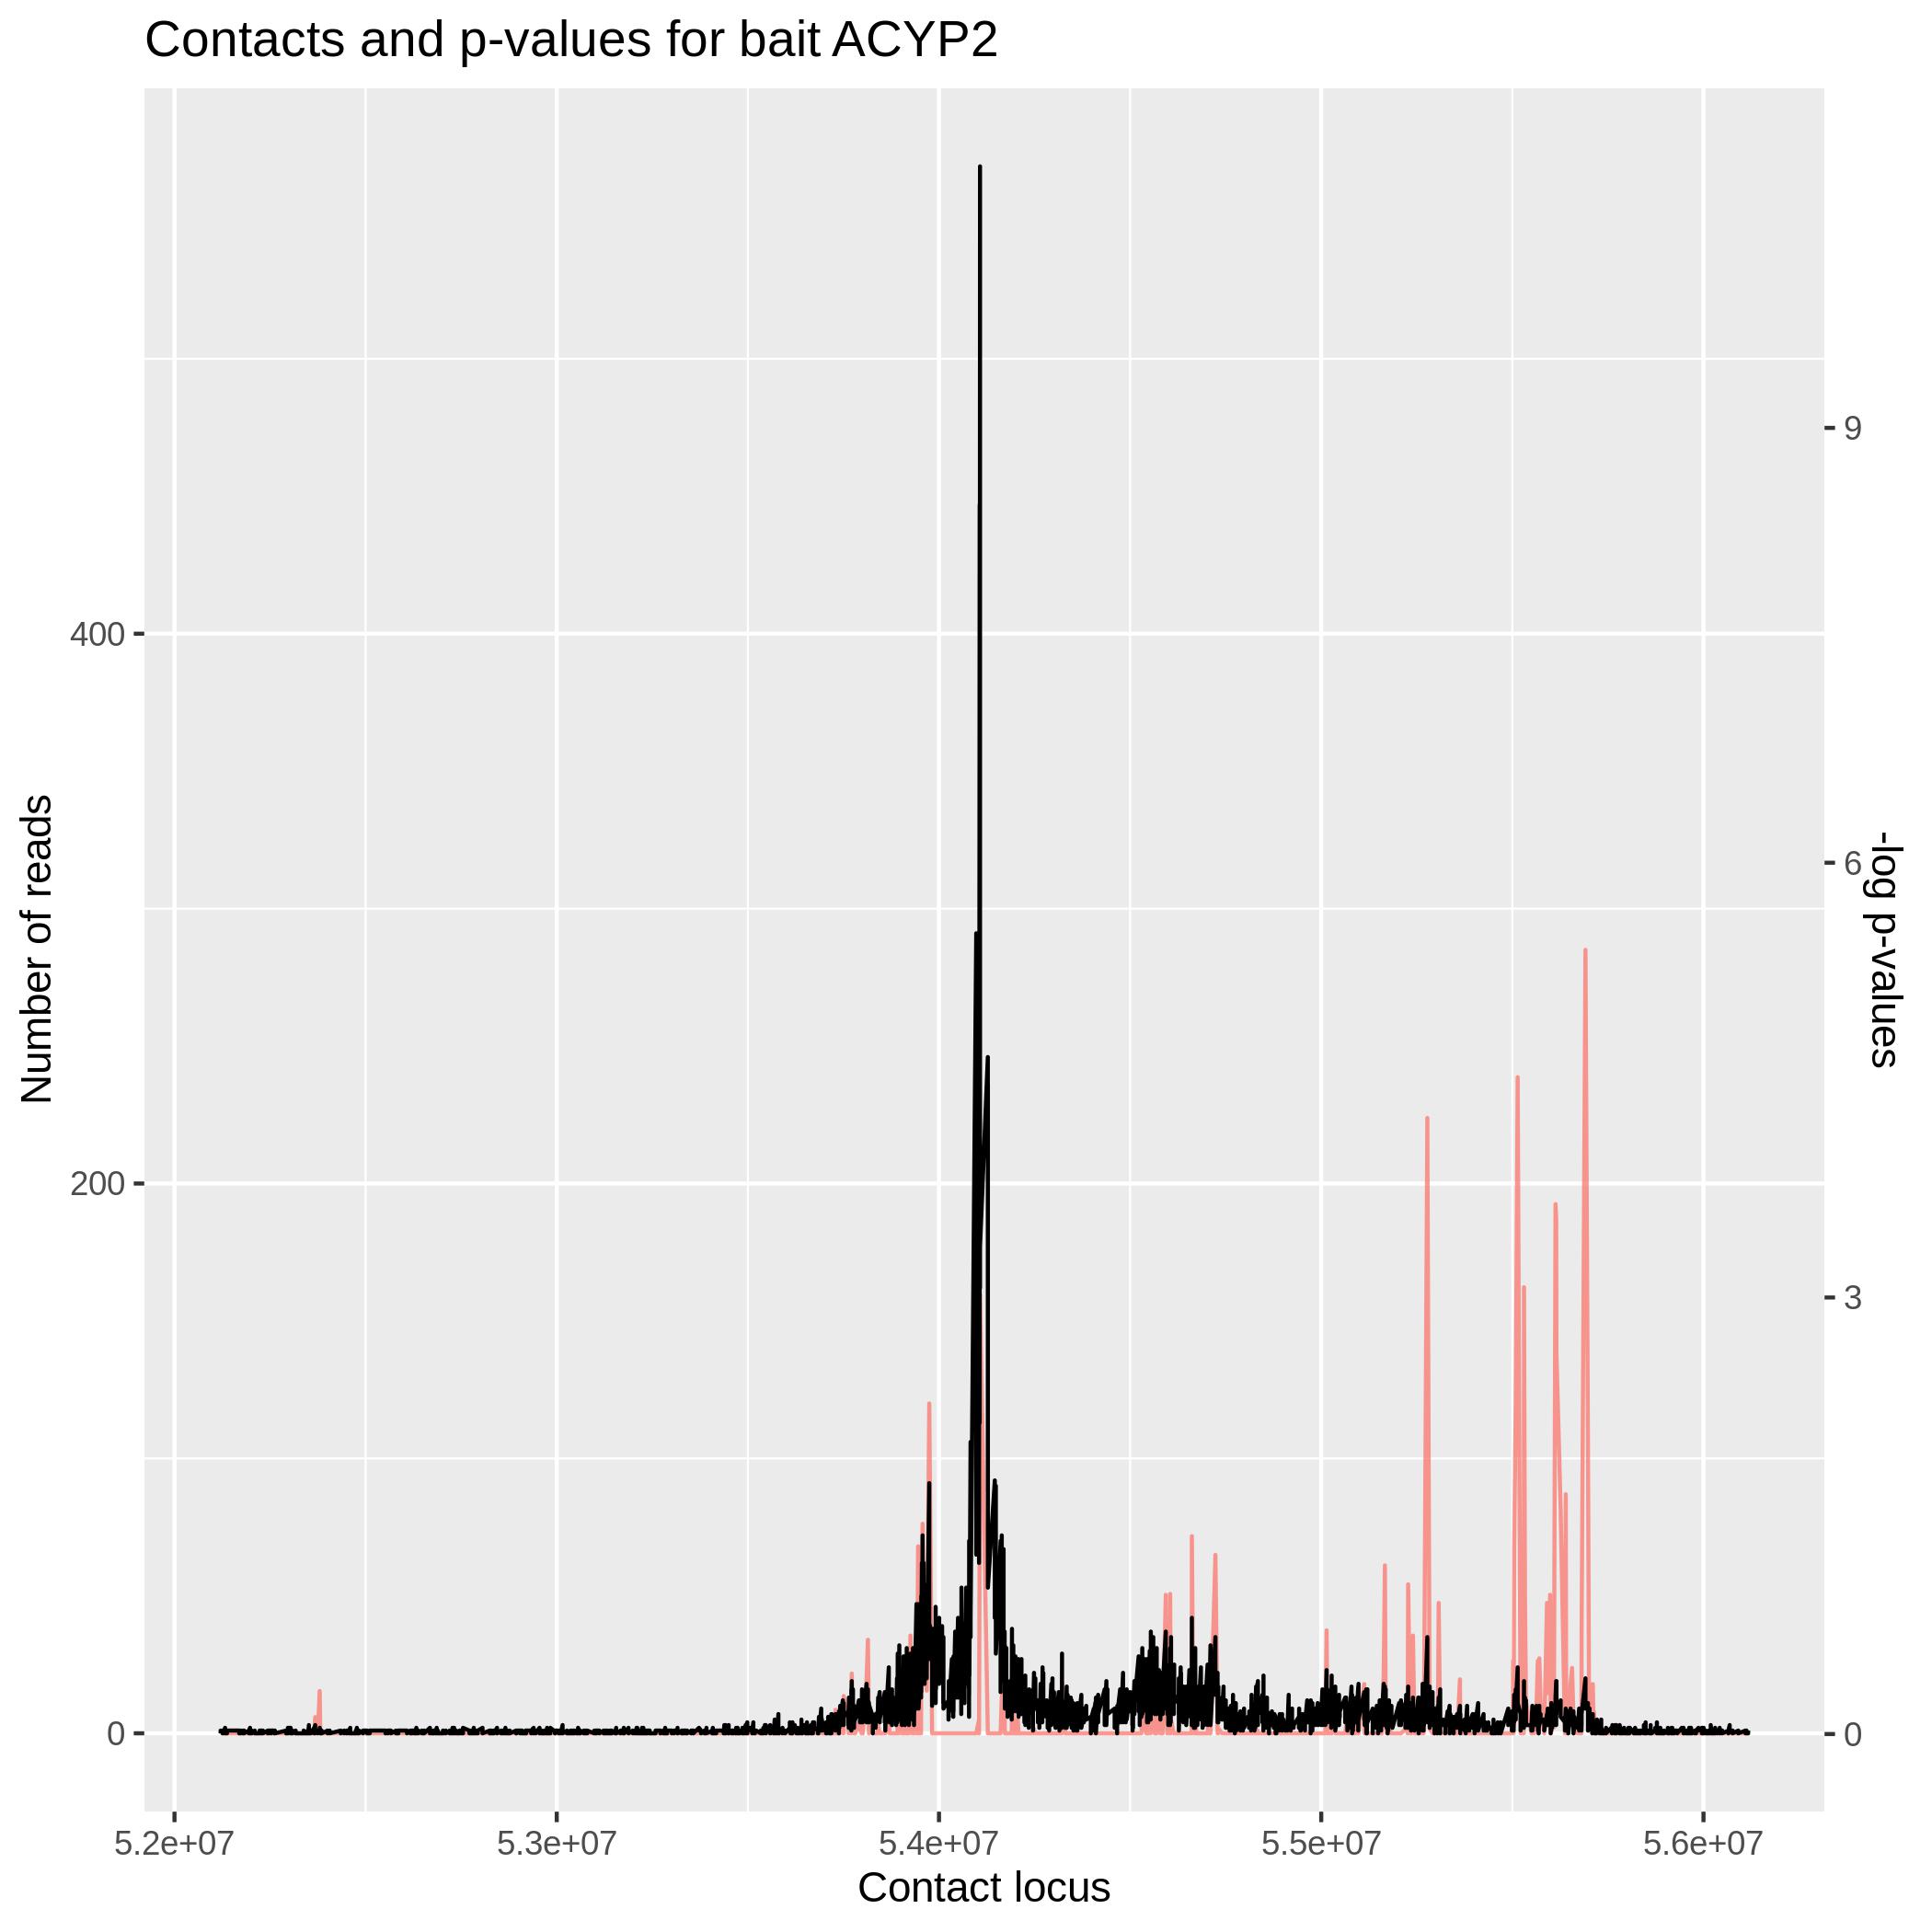 Contacts and p-values for bait ACYP2
Number of reads
400
200
0
9
6
3
0
-log p-values
5.2e+07
5.3e+07
5.4e+07
5.5e+07
5.6e+07
Contact locus